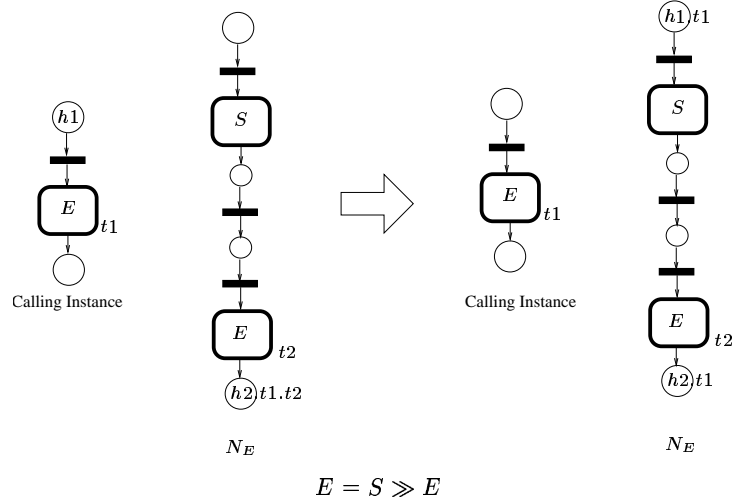 h1
E
t1
Calling Instance
S
E
t2
h2.t1.t2
N_E
E
t1
Calling Instance
h1.t1
S
E
t2
h2.t1
N_E
E = S ≫ E